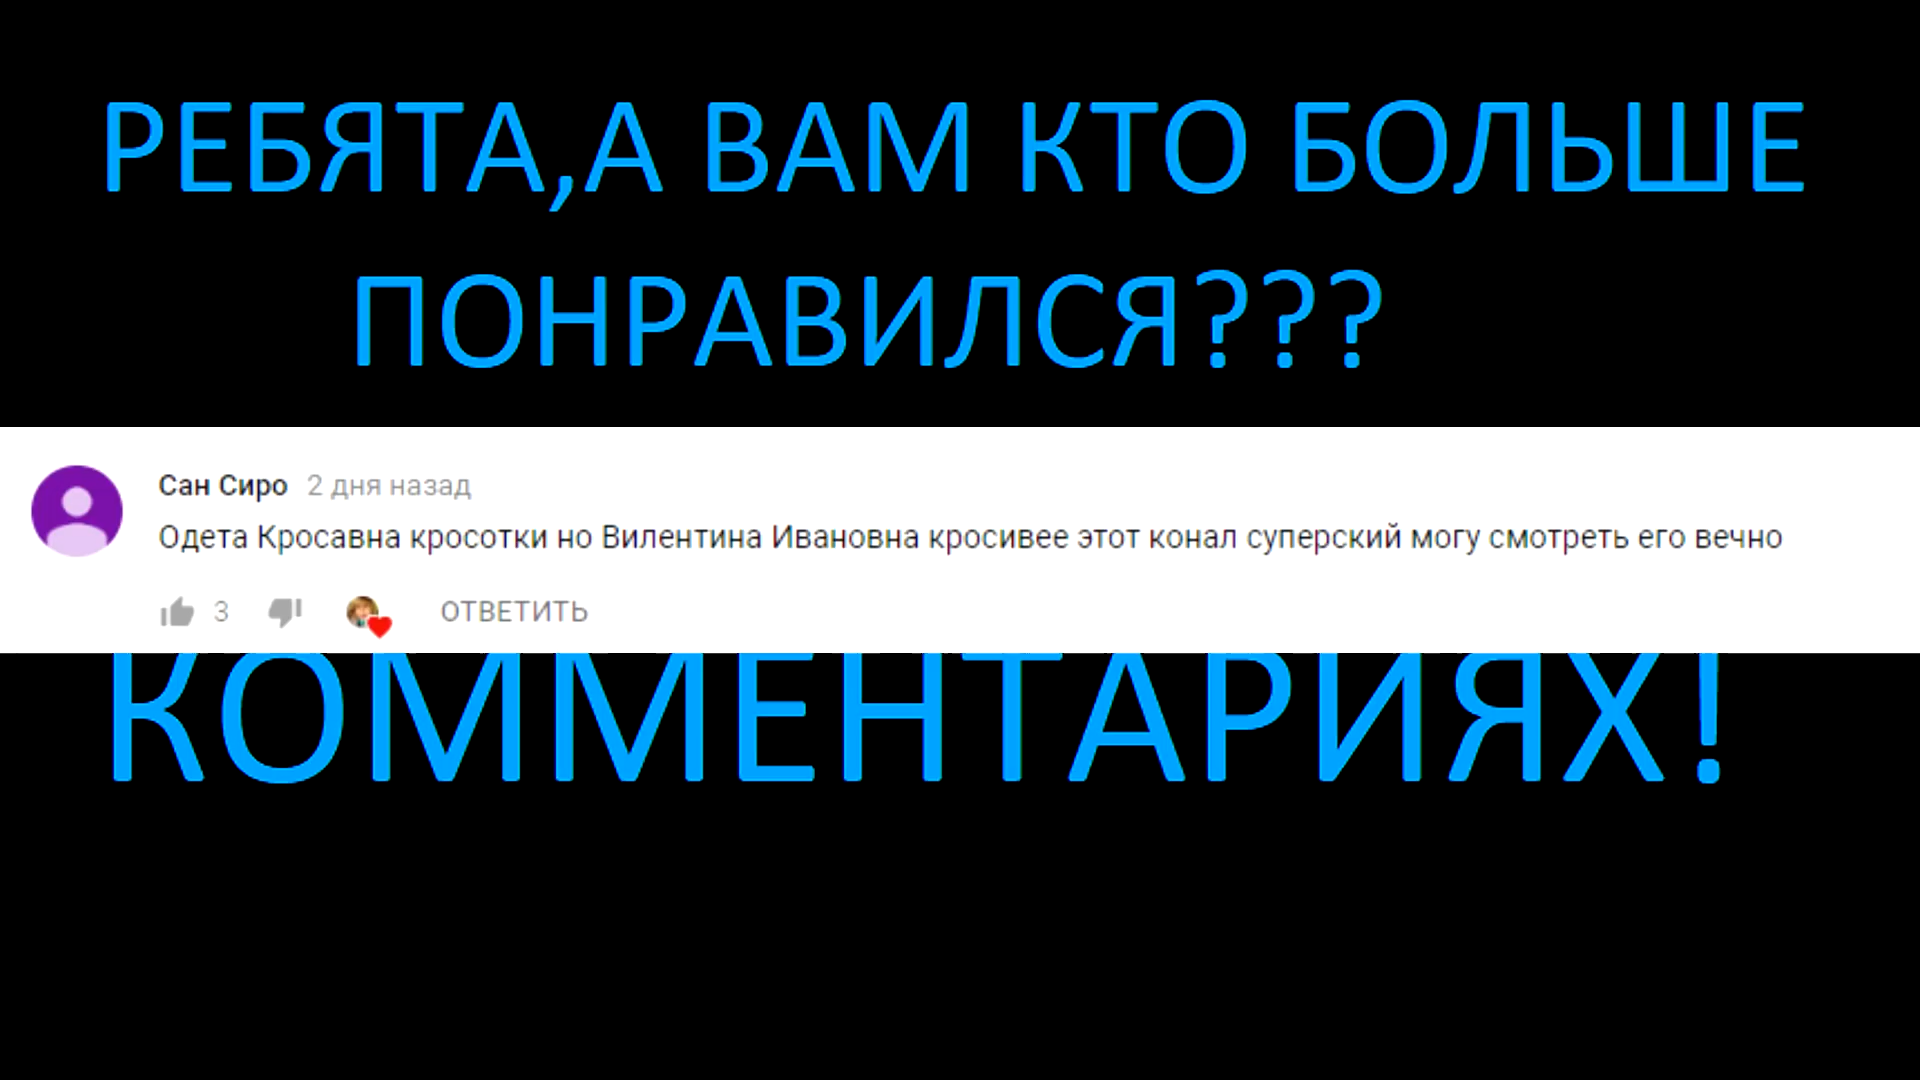 РЕБЯТА,А ВАМ КТО БОЛЬШЕ
ПОНРАВИЛСЯ???
Сан Сиро 2 дня назад
Одета Кросавна кросотки но Вилентина Ивановна кросивее этот конал суперский могу смотреть его вечно
3 ОТВЕТИТЬ
КОММЕНТАРИЯХ!